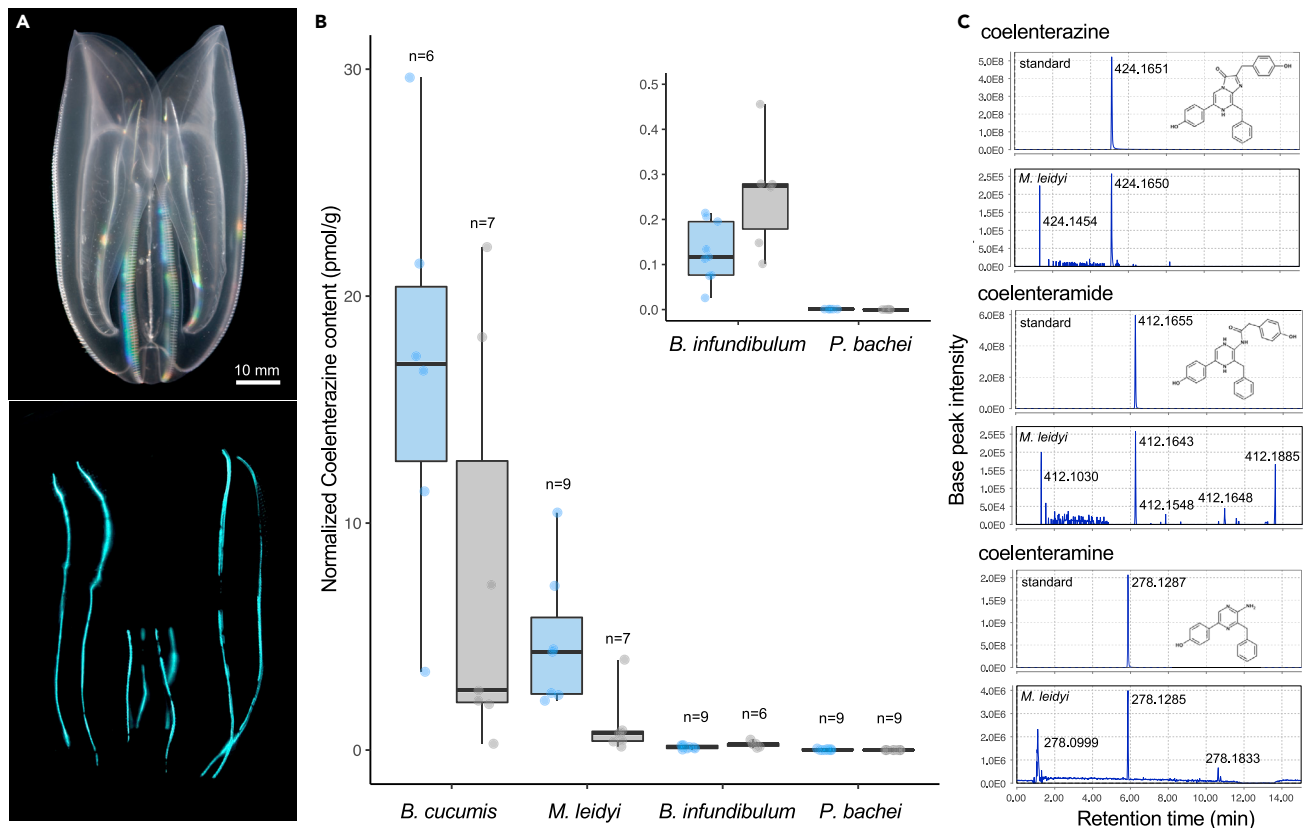 A
10 mm
B
Normalized Coelenterazine content (pmol/g)
30
20
10
0
n=6
n=7
n=9
n=7
n=9
n=6
n=9
n=9
B. cucumis
M. leidyi
B. infundibulum
P. bachei
0.5
0.4
0.3
0.2
0.1
0.0
B. infundibulum
P. bachei
C
coelenterazine
standard
5.0E8
4.0E8
3.0E8
2.0E8
1.0E8
0.0E0
424.1651
O
OH
N
N
N
H
HO
M. leidyi
2.5E5
2.0E5
1.5E5
1.0E5
5.0E4
0.0E0
424.1650
424.1454
coelenteramide
standard
6.0E8
4.0E8
2.0E8
0.0E0
412.1655
O
OH
H
N
NH
N
H
HO
M. leidyi
2.5E5
2.0E5
1.5E5
1.0E5
5.0E4
0.0E0
412.1643
412.1030
412.1548
412.1648
412.1885
coelenteramine
standard
2.0E9
1.5E9
1.0E9
5.0E8
0.0E0
278.1287
N
NH₂
N
HO
M. leidyi
4.0E6
3.0E6
2.0E6
1.0E6
0.0E0
278.1285
278.0999
278.1833
0.00 2.00 4.00 6.00 8.00 10.00 12.00 14.00
Retention time (min)
Base peak intensity